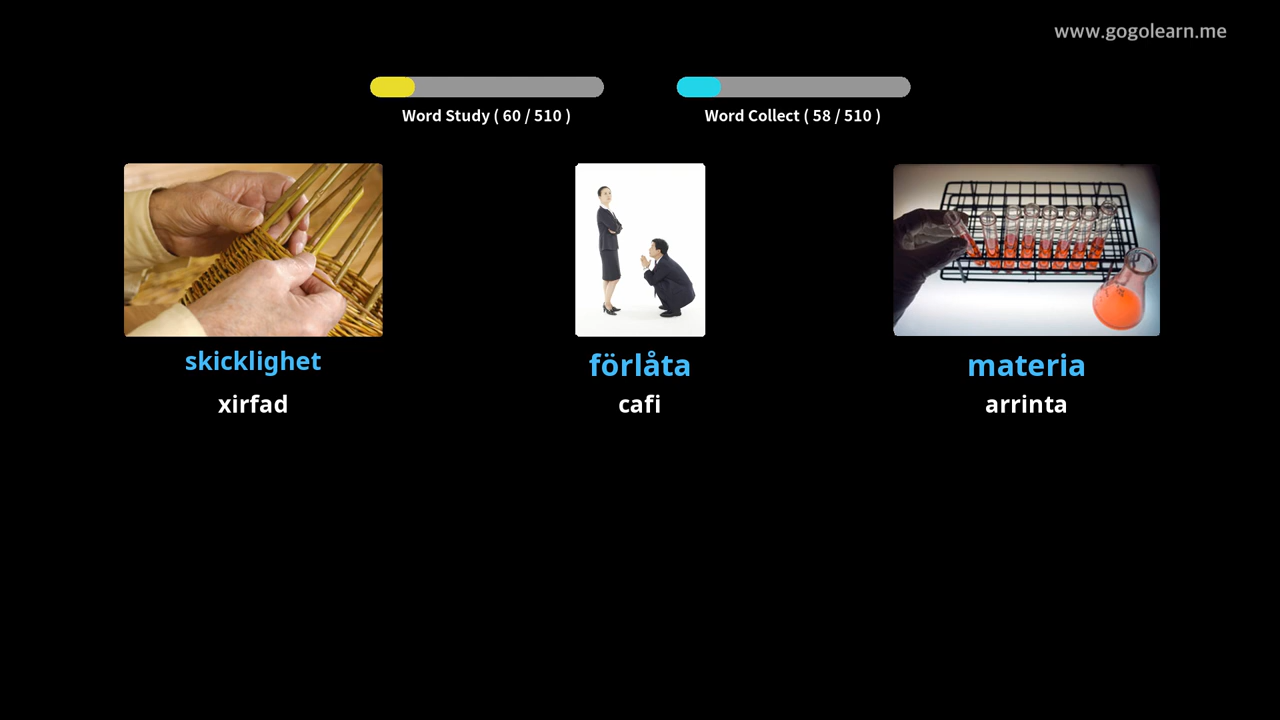 www.gogolearn.me
Word Study ( 60 / 510 )
Word Collect ( 58 / 510 )
skicklighet
förlåta
materia
xirfad
cafi
arrinta